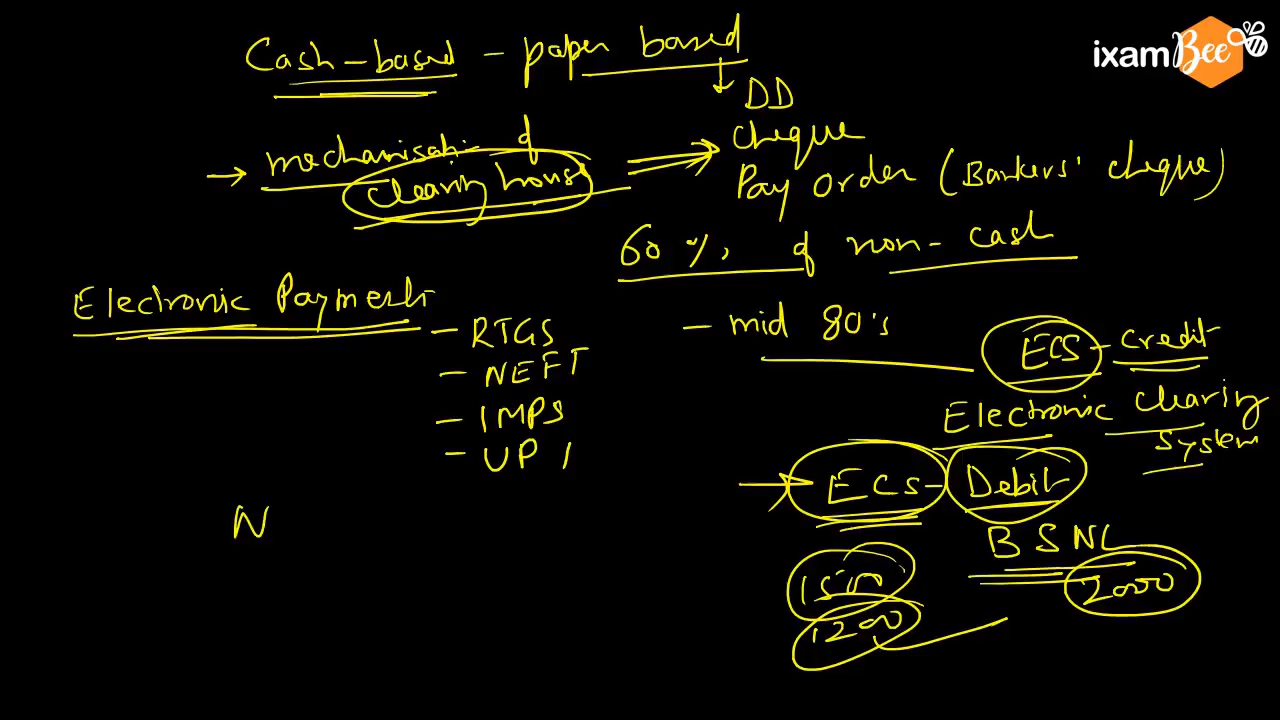 ixamBee
Cash-based - paper based
DD
→ mechanisati. of
clearing house
Cheque
Pay Order (Bankers' cheque)
60% of non-cash
Electronic Payment
- RTGS
- NEFT
- IMPS
- UPI
- mid 80's
ECS - Credit
Electronic Clearing
System
→ ECS - Debit
BSNL
1500
2000
1200
N